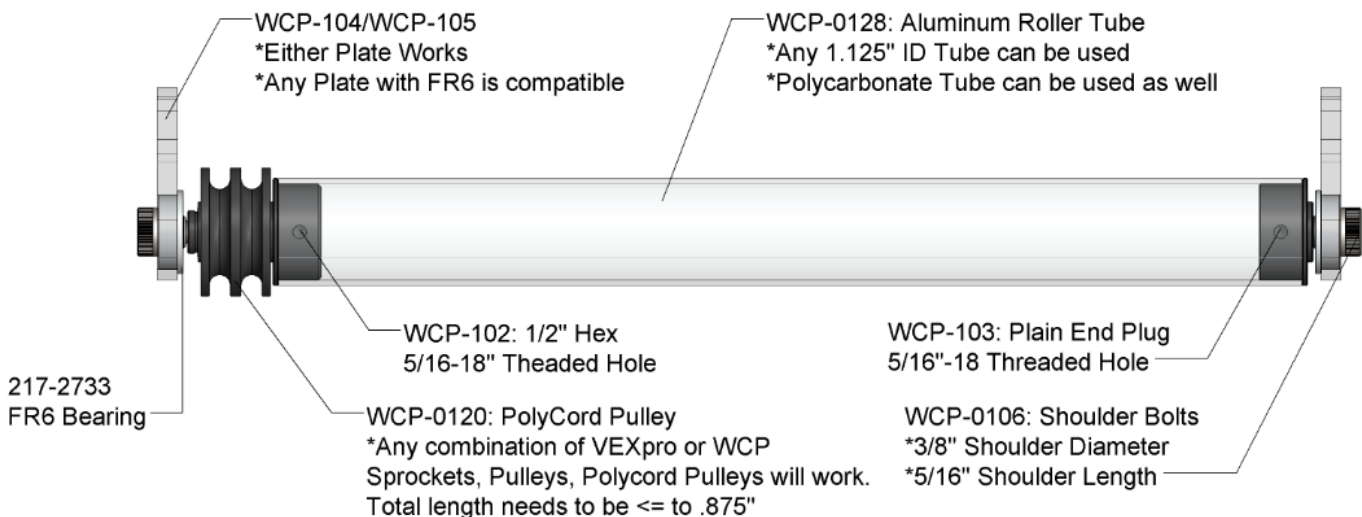 WCP-104/WCP-105
*Either Plate Works
*Any Plate with FR6 is compatible
WCP-0128: Aluminum Roller Tube
*Any 1.125" ID Tube can be used
*Polycarbonate Tube can be used as well
WCP-102: 1/2" Hex
5/16-18" Theaded Hole
WCP-103: Plain End Plug
5/16"-18 Threaded Hole
217-2733
FR6 Bearing
WCP-0120: PolyCord Pulley
*Any combination of VEXpro or WCP
Sprockets, Pulleys, Polycord Pulleys will work.
Total length needs to be <= to .875"
WCP-0106: Shoulder Bolts
*3/8" Shoulder Diameter
*5/16" Shoulder Length